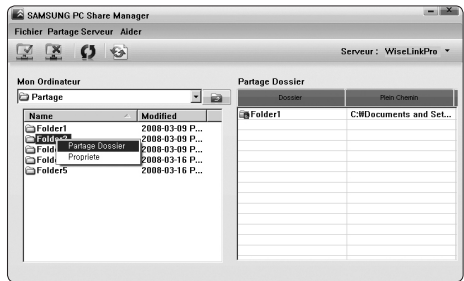 SAMSUNG PC Share Manager
Fichier Partage Serveur Aider
Serveur : WiseLinkPro
Mon Ordinateur
Partage
Name Modified
Folder1 2008-03-09 P...
Folder2 2008-03-09 P...
2008-03-09 P...
2008-03-16 P...
Folder5 2008-03-16 P...
Partage Dossier
Propriete
Partage Dossier
Dossier Plein Chemin
Folder1 C:₩Documents and Set...